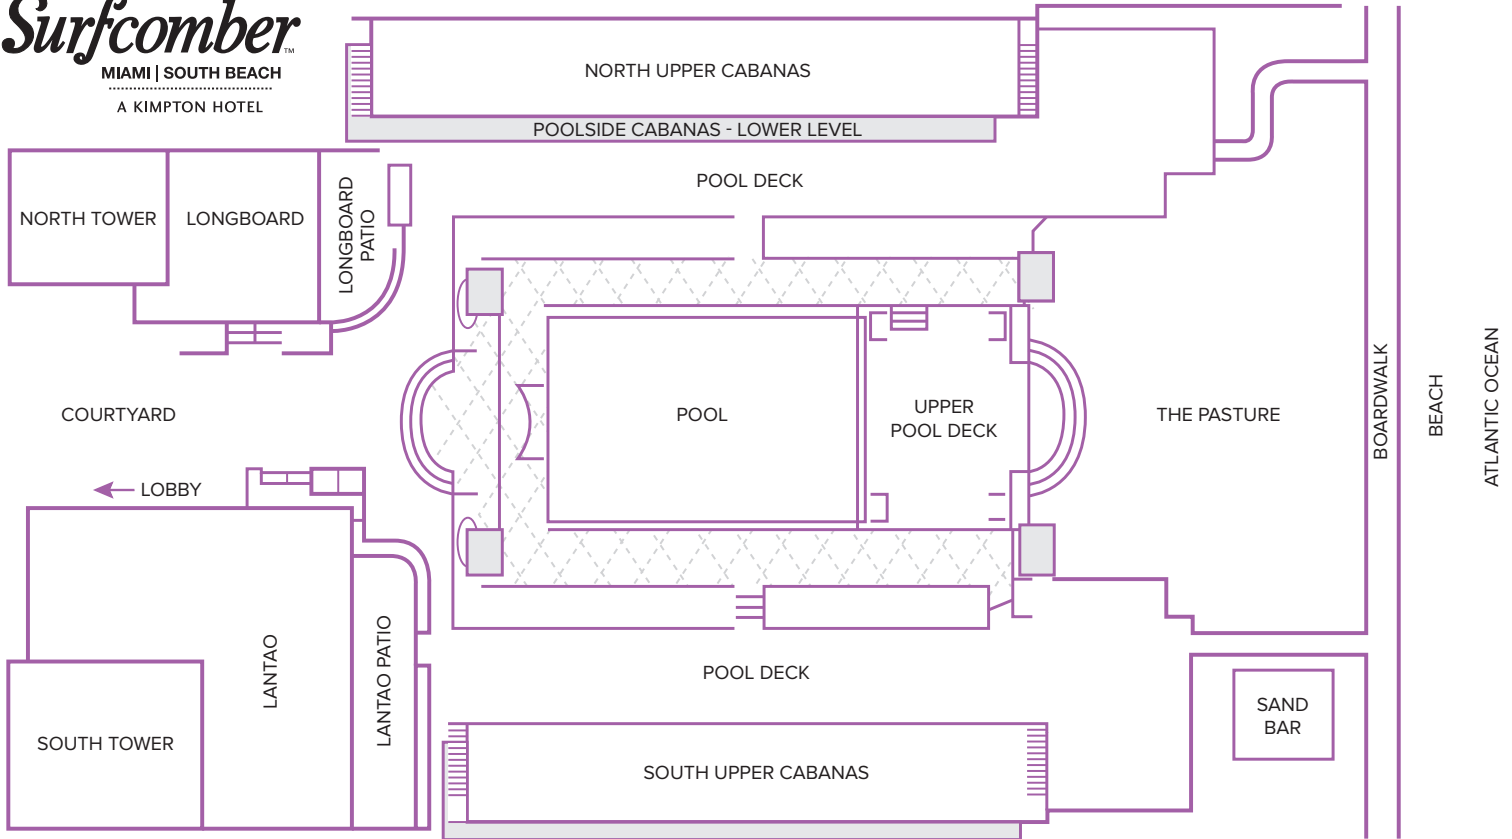 Surfcomber™
MIAMI | SOUTH BEACH
A KIMPTON HOTEL
NORTH UPPER CABANAS
POOLSIDE CABANAS - LOWER LEVEL
POOL DECK
NORTH TOWER
LONGBOARD
LONGBOARD
PATIO
COURTYARD
LOBBY
POOL
UPPER
POOL DECK
THE PASTURE
BOARDWALK
BEACH
ATLANTIC OCEAN
LANTAO
LANTAO PATIO
SOUTH TOWER
POOL DECK
SOUTH UPPER CABANAS
SAND
BAR